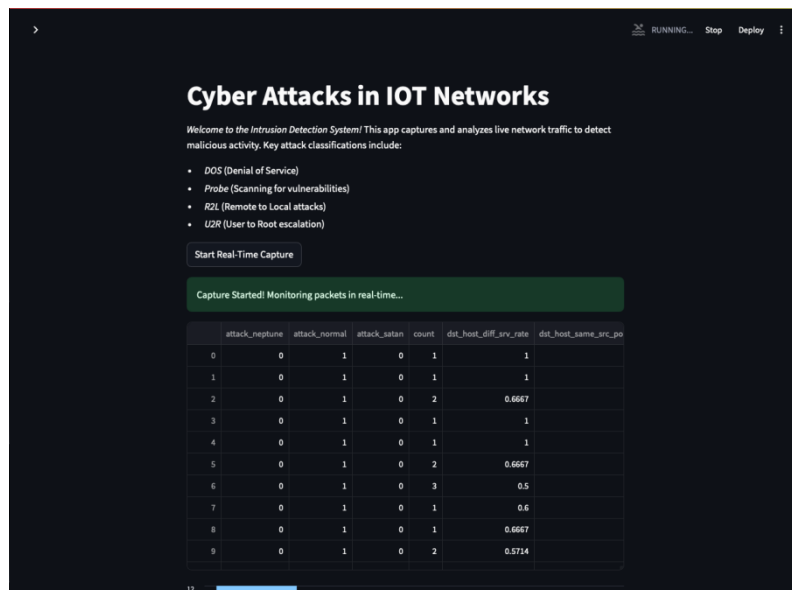 RUNNING... Stop Deploy
Cyber Attacks in IOT Networks
Welcome to the Intrusion Detection System! This app captures and analyzes live network traffic to detect
malicious activity. Key attack classifications include:
• DOS (Denial of Service)
• Probe (Scanning for vulnerabilities)
• R2L (Remote to Local attacks)
• U2R (User to Root escalation)
Start Real-Time Capture
Capture Started! Monitoring packets in real-time...
attack_neptune attack_normal attack_satan count dst_host_diff_srv_rate dst_host_same_src_po
0 0 1 0 1 1
1 0 1 0 1 1
2 0 1 0 2 0.6667
3 0 1 0 1 1
4 0 1 0 1 1
5 0 1 0 2 0.6667
6 0 1 0 3 0.5
7 0 1 0 1 0.6
8 0 1 0 1 0.6667
9 0 1 0 2 0.5714